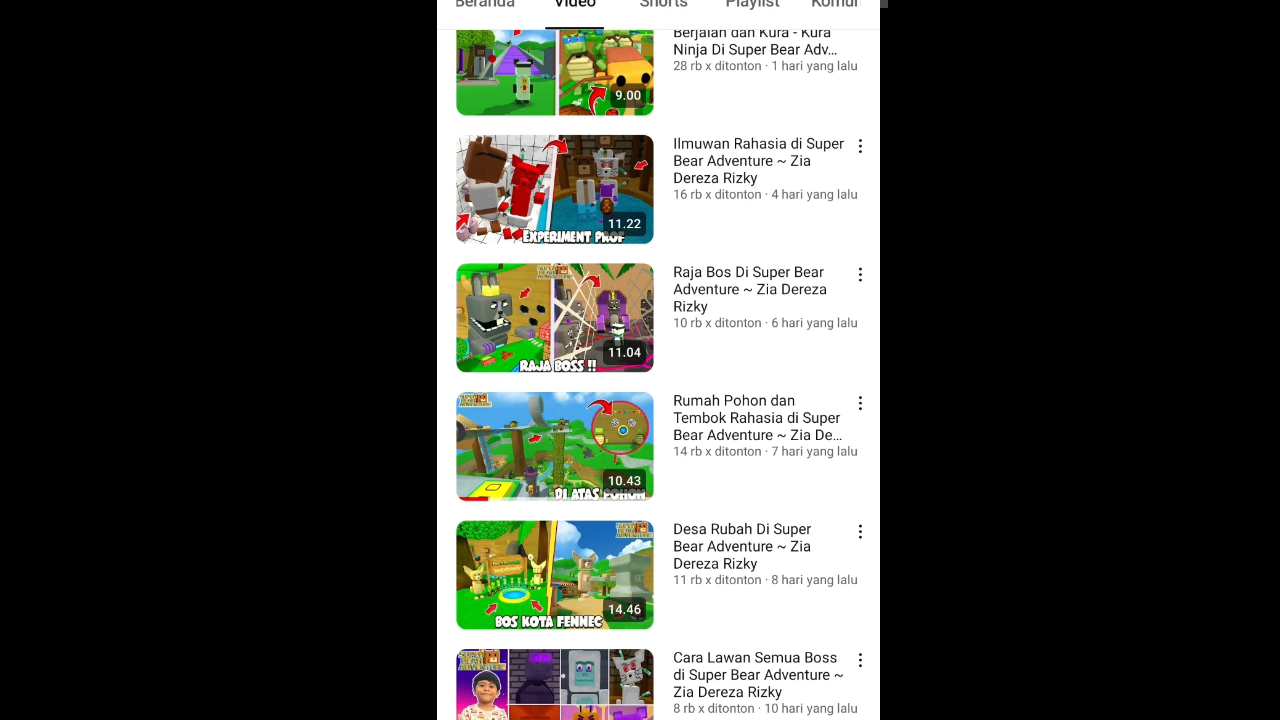 Beranda
Video
Shorts
Playlist
Komun
Berjalan dan Kura - Kura
Ninja Di Super Bear Adv...
28 rb x ditonton · 1 hari yang lalu
9.00
Ilmuwan Rahasia di Super
Bear Adventure ~ Zia
Dereza Rizky
16 rb x ditonton · 4 hari yang lalu
11.22
EXPERIMENT PROF
Raja Bos Di Super Bear
Adventure ~ Zia Dereza
Rizky
10 rb x ditonton · 6 hari yang lalu
11.04
RAJA BOSS !!
Rumah Pohon dan
Tembok Rahasia di Super
Bear Adventure ~ Zia De...
14 rb x ditonton · 7 hari yang lalu
10.43
DI ATAS POHON
Desa Rubah Di Super
Bear Adventure ~ Zia
Dereza Rizky
11 rb x ditonton · 8 hari yang lalu
14.46
BOS KOTA FENNEC
Cara Lawan Semua Boss
di Super Bear Adventure ~
Zia Dereza Rizky
8 rb x ditonton · 10 hari yang lalu